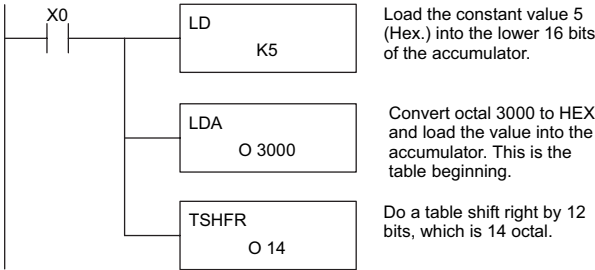 X0
LD
K5
Load the constant value 5
(Hex.) into the lower 16 bits
of the accumulator.
LDA
O 3000
Convert octal 3000 to HEX
and load the value into the
accumulator. This is the
table beginning.
TSHFR
O 14
Do a table shift right by 12
bits, which is 14 octal.